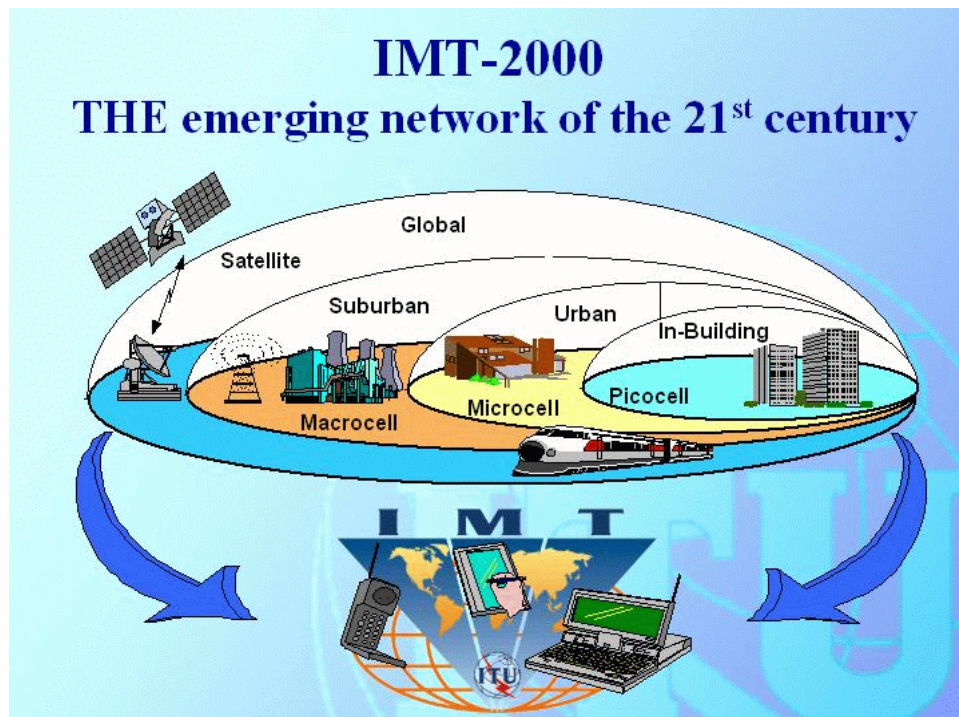 IMT-2000
THE emerging network of the 21st century
Global
Satellite
Suburban
Urban
In-Building
Macrocell
Microcell
Picocell
I M T
ITU
ITU